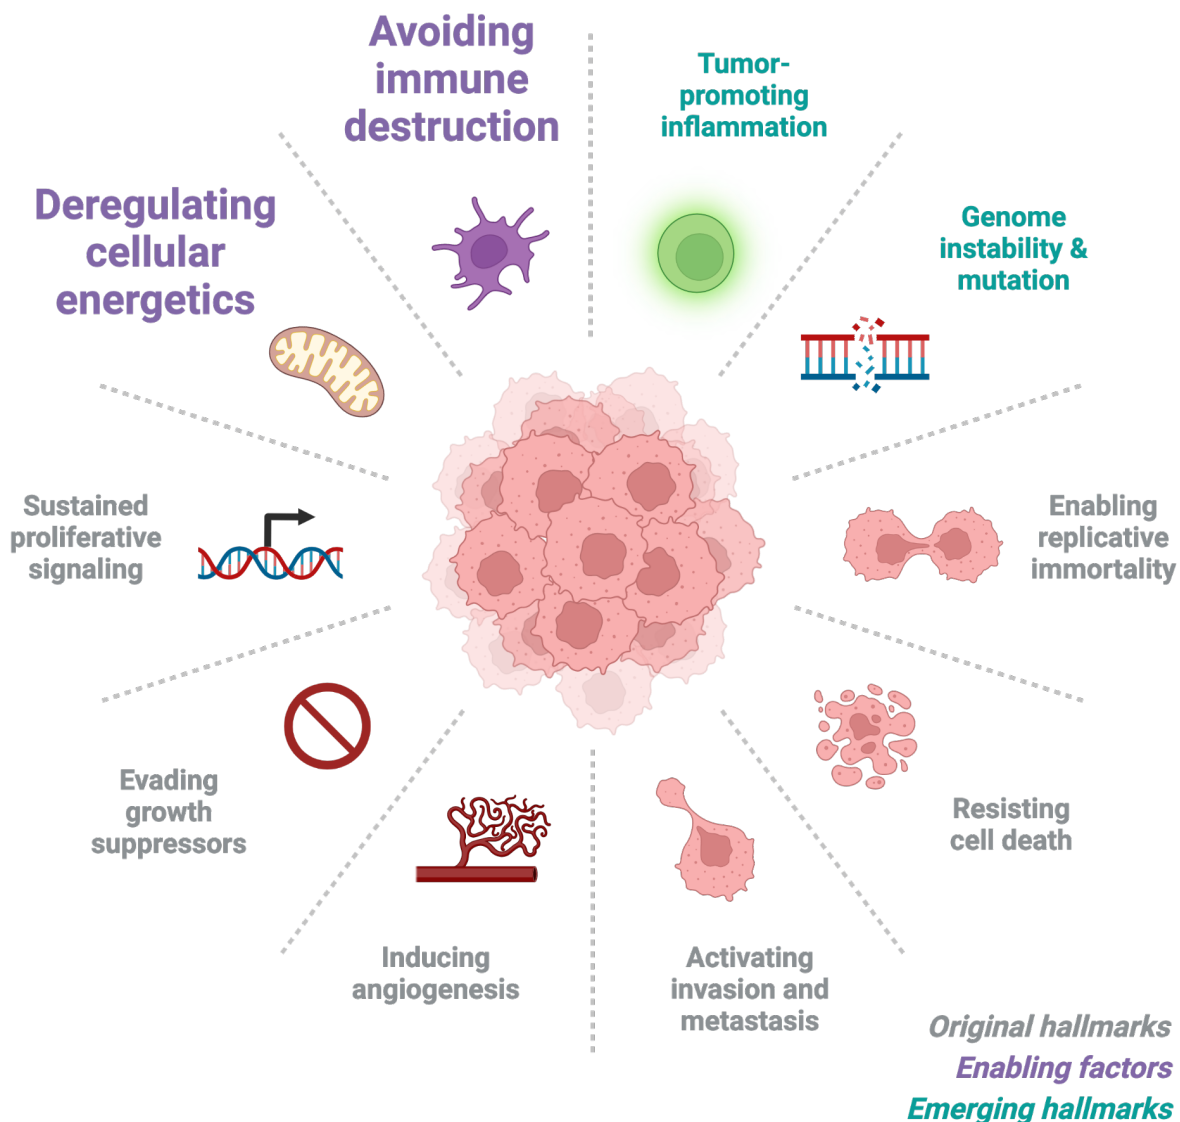 Avoiding
immune
destruction
Tumor-
promoting
inflammation
Deregulating
cellular
energetics
Genome
instability &
mutation
Sustained
proliferative
signaling
Enabling
replicative
immortality
Evading
growth
suppressors
Resisting
cell death
Inducing
angiogenesis
Activating
invasion and
metastasis
Original hallmarks
Enabling factors
Emerging hallmarks